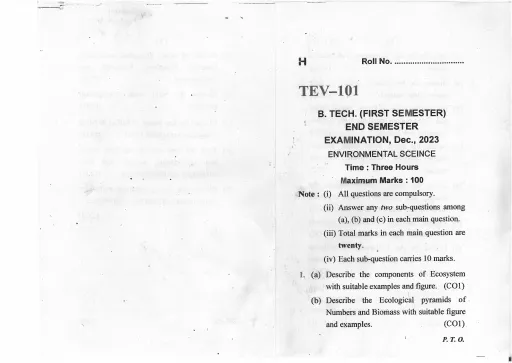 H Roll No. ..............................
TEV–101
B. TECH. (FIRST SEMESTER)
END SEMESTER
EXAMINATION, Dec., 2023
ENVIRONMENTAL SCEINCE
Time : Three Hours
Maximum Marks : 100
Note : (i) All questions are compulsory.
(ii) Answer any two sub-questions among
(a), (b) and (c) in each main question.
(iii) Total marks in each main question are
twenty.
(iv) Each sub-question carries 10 marks.
1. (a) Describe the components of Ecosystem
with suitable examples and figure. (CO1)
(b) Describe the Ecological pyramids of
Numbers and Biomass with suitable figure
and examples. (CO1)
P. T. O.